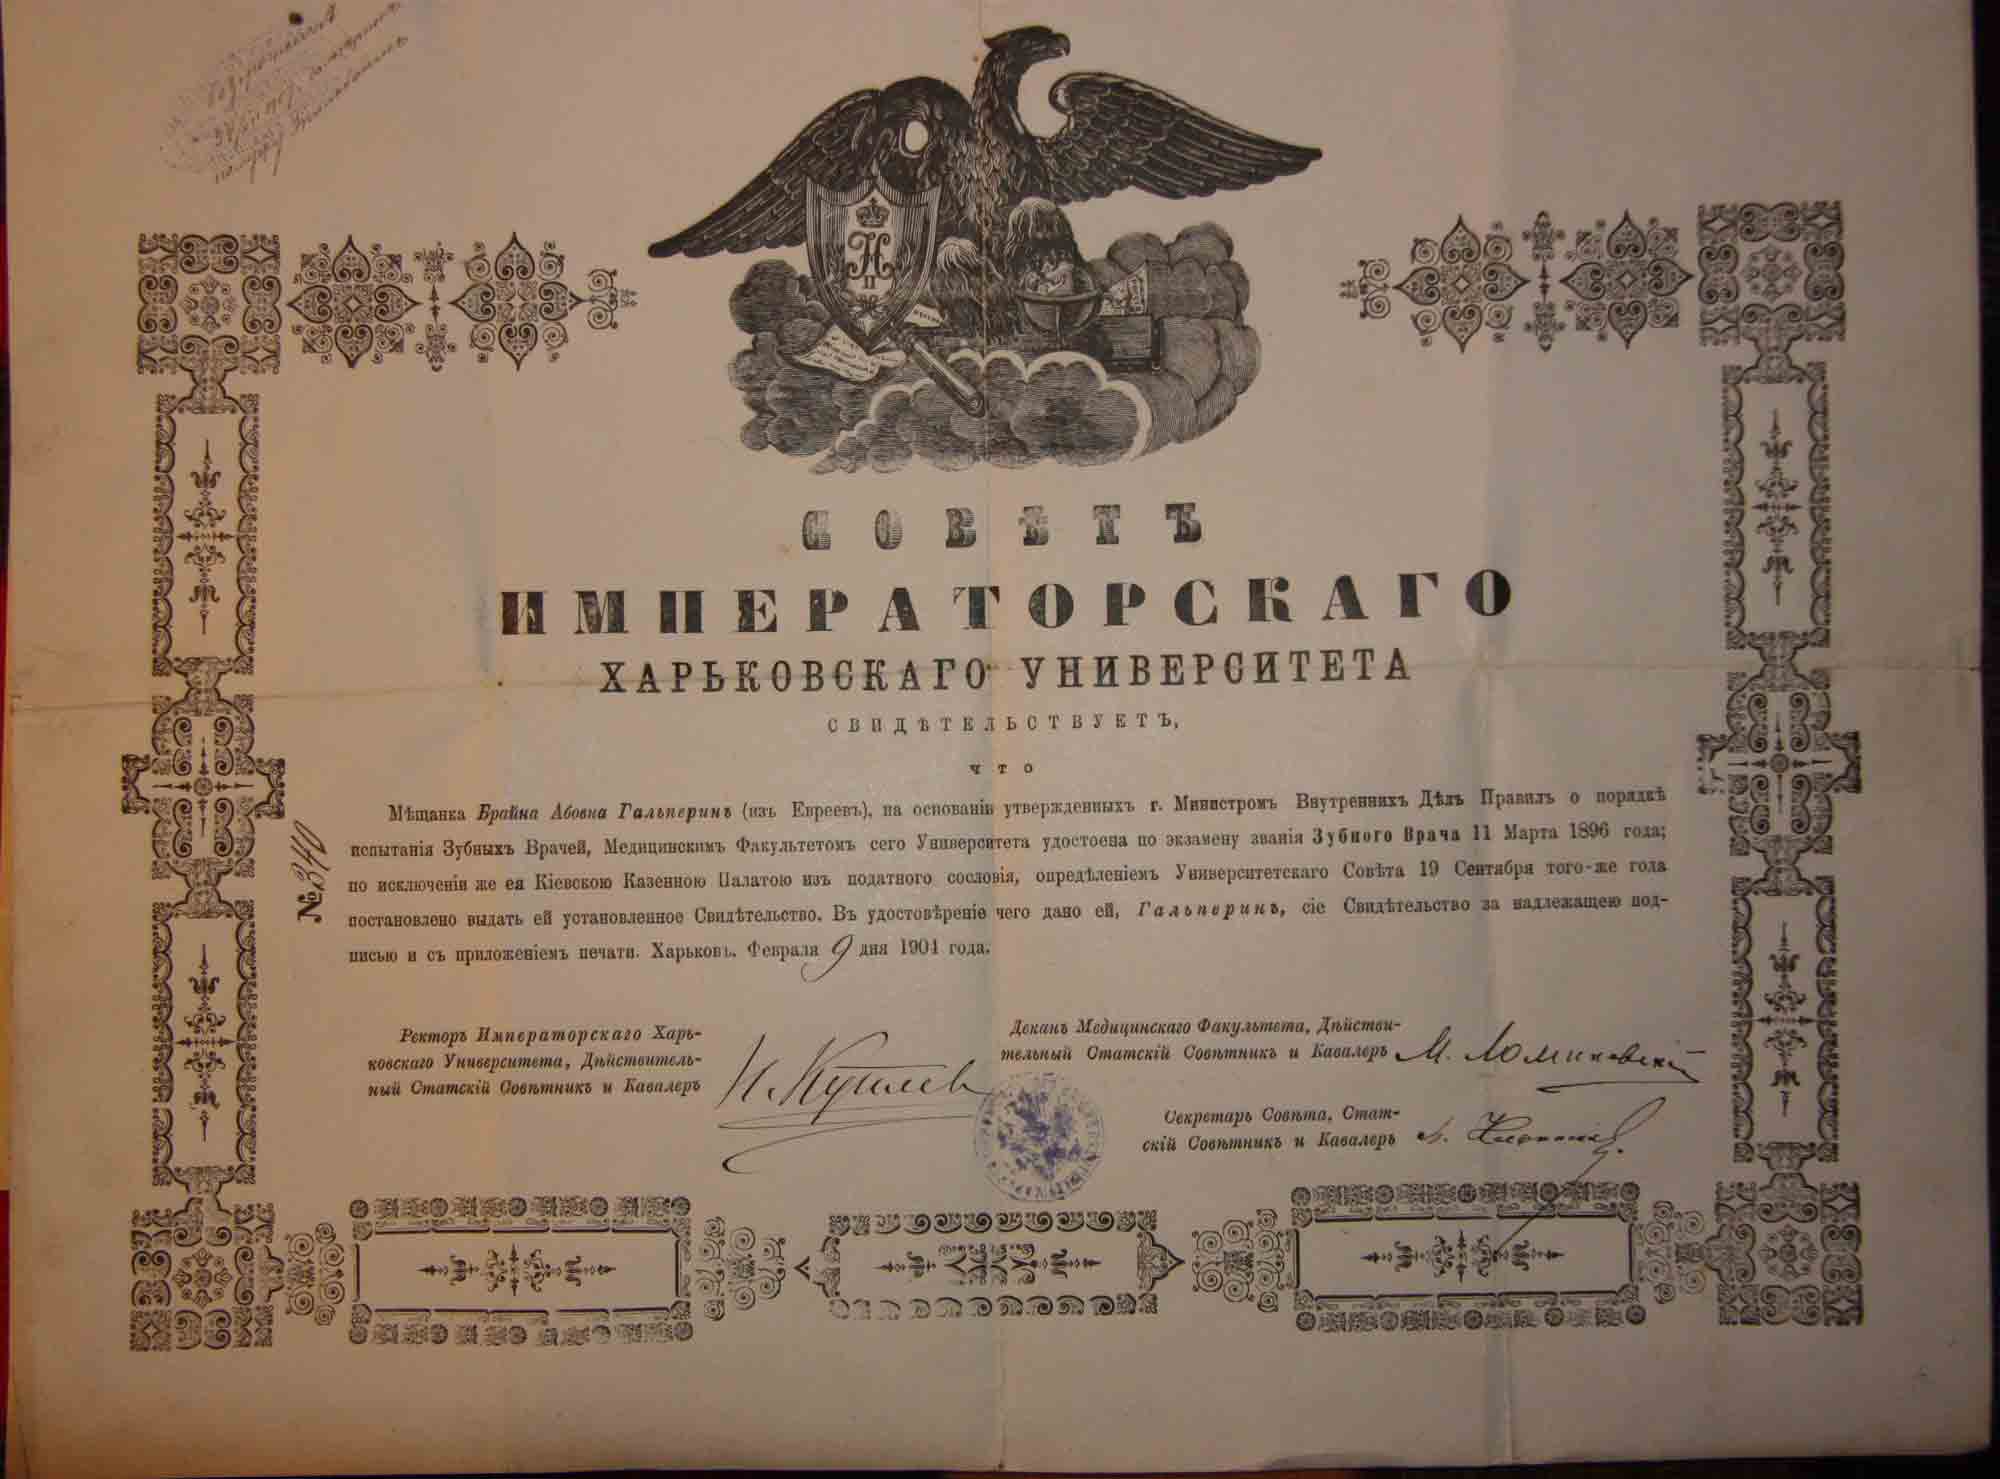 СОВѢТЪ
ИМПЕРАТОРСКАГО
ХАРЬКОВСКАГО УНИВЕРСИТЕТА
СВИДѢТЕЛЬСТВУЕТЪ,
что
Мѣщанка Брайна Абовна Гальперинъ (изъ Евреевъ), на основаніи утвержденныхъ г. Министромъ Внутреннихъ Дѣлъ Правилъ о порядкѣ
испытанія Зубныхъ Врачей, Медицинскимъ Факультетомъ сего Университета удостоена по экзамену званія Зубного Врача 11 Марта 1896 года;
по исключеніи же ея Кіевскою Казенною Палатою изъ податного сословія, опредѣленіемъ Университетскаго Совѣта 19 Сентября того-же года
постановлено выдать ей установленное Свидѣтельство. Въ удостовѣреніе чего дано ей, Гальперинъ, сіе Свидѣтельство за надлежащею под-
писью и съ приложеніемъ печати. Харьковъ. Февраля 9 дня 1901 года.
№ 340
Ректоръ Императорскаго Харь-
ковскаго Университета, Дѣйствитель-
ный Статскій Совѣтникъ и Кавалеръ
Деканъ Медицинскаго Факультета, Дѣйстви-
тельный Статскій Совѣтникъ и Кавалеръ М. Ломиковскій
Секретарь Совѣта, Стат-
скій Совѣтникъ и Кавалеръ